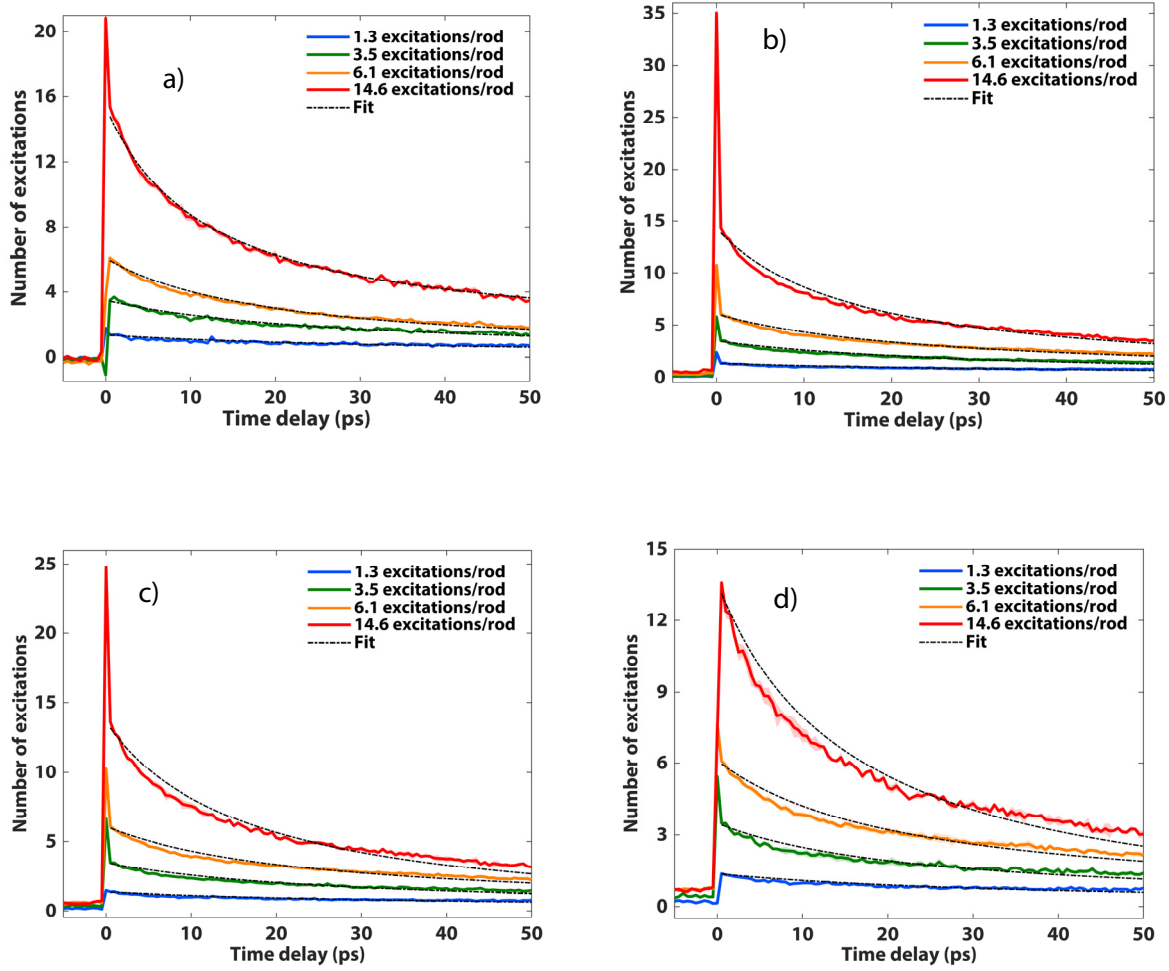 a)
Number of excitations
20
16
12
8
4
0
1.3 excitations/rod
3.5 excitations/rod
6.1 excitations/rod
14.6 excitations/rod
Fit
0 10 20 30 40 50
Time delay (ps)
b)
Number of excitations
35
30
25
20
15
10
5
0
1.3 excitations/rod
3.5 excitations/rod
6.1 excitations/rod
14.6 excitations/rod
Fit
0 10 20 30 40 50
Time delay (ps)
c)
Number of excitations
25
20
15
10
5
0
1.3 excitations/rod
3.5 excitations/rod
6.1 excitations/rod
14.6 excitations/rod
Fit
0 10 20 30 40 50
Time delay (ps)
d)
Number of excitations
15
12
9
6
3
0
1.3 excitations/rod
3.5 excitations/rod
6.1 excitations/rod
14.6 excitations/rod
Fit
0 10 20 30 40 50
Time delay (ps)